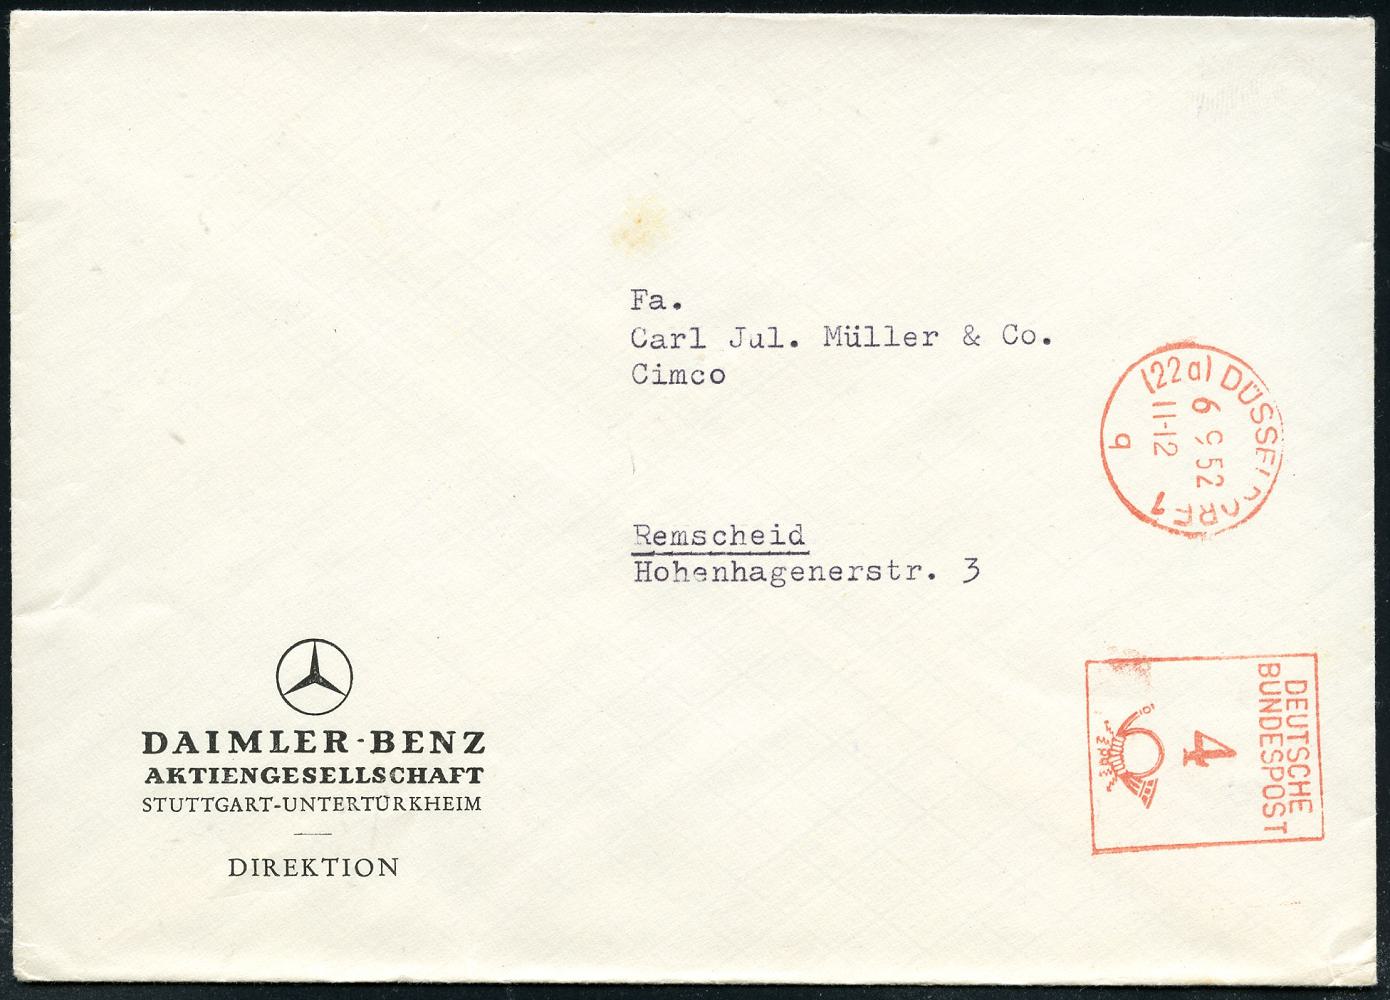 Fa.
Carl Jul. Müller & Co.
Cimco
Remscheid
Hohenhagenerstr. 3
(22a) DÜSSELDORF 1
6 9 52
11-12
b
DEUTSCHE
BUNDESPOST
4
DAIMLER-BENZ
AKTIENGESELLSCHAFT
STUTTGART-UNTERTÜRKHEIM
DIREKTION